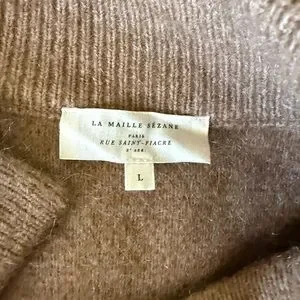 LA MAILLE SÉZANE
PARIS
RUE SAINT-FIACRE
2e ARR.
L